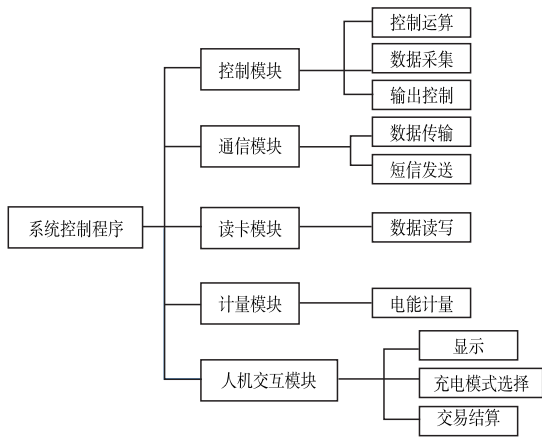 系统控制程序
控制模块
控制运算
数据采集
输出控制
通信模块
数据传输
短信发送
读卡模块
数据读写
计量模块
电能计量
人机交互模块
显示
充电模式选择
交易结算